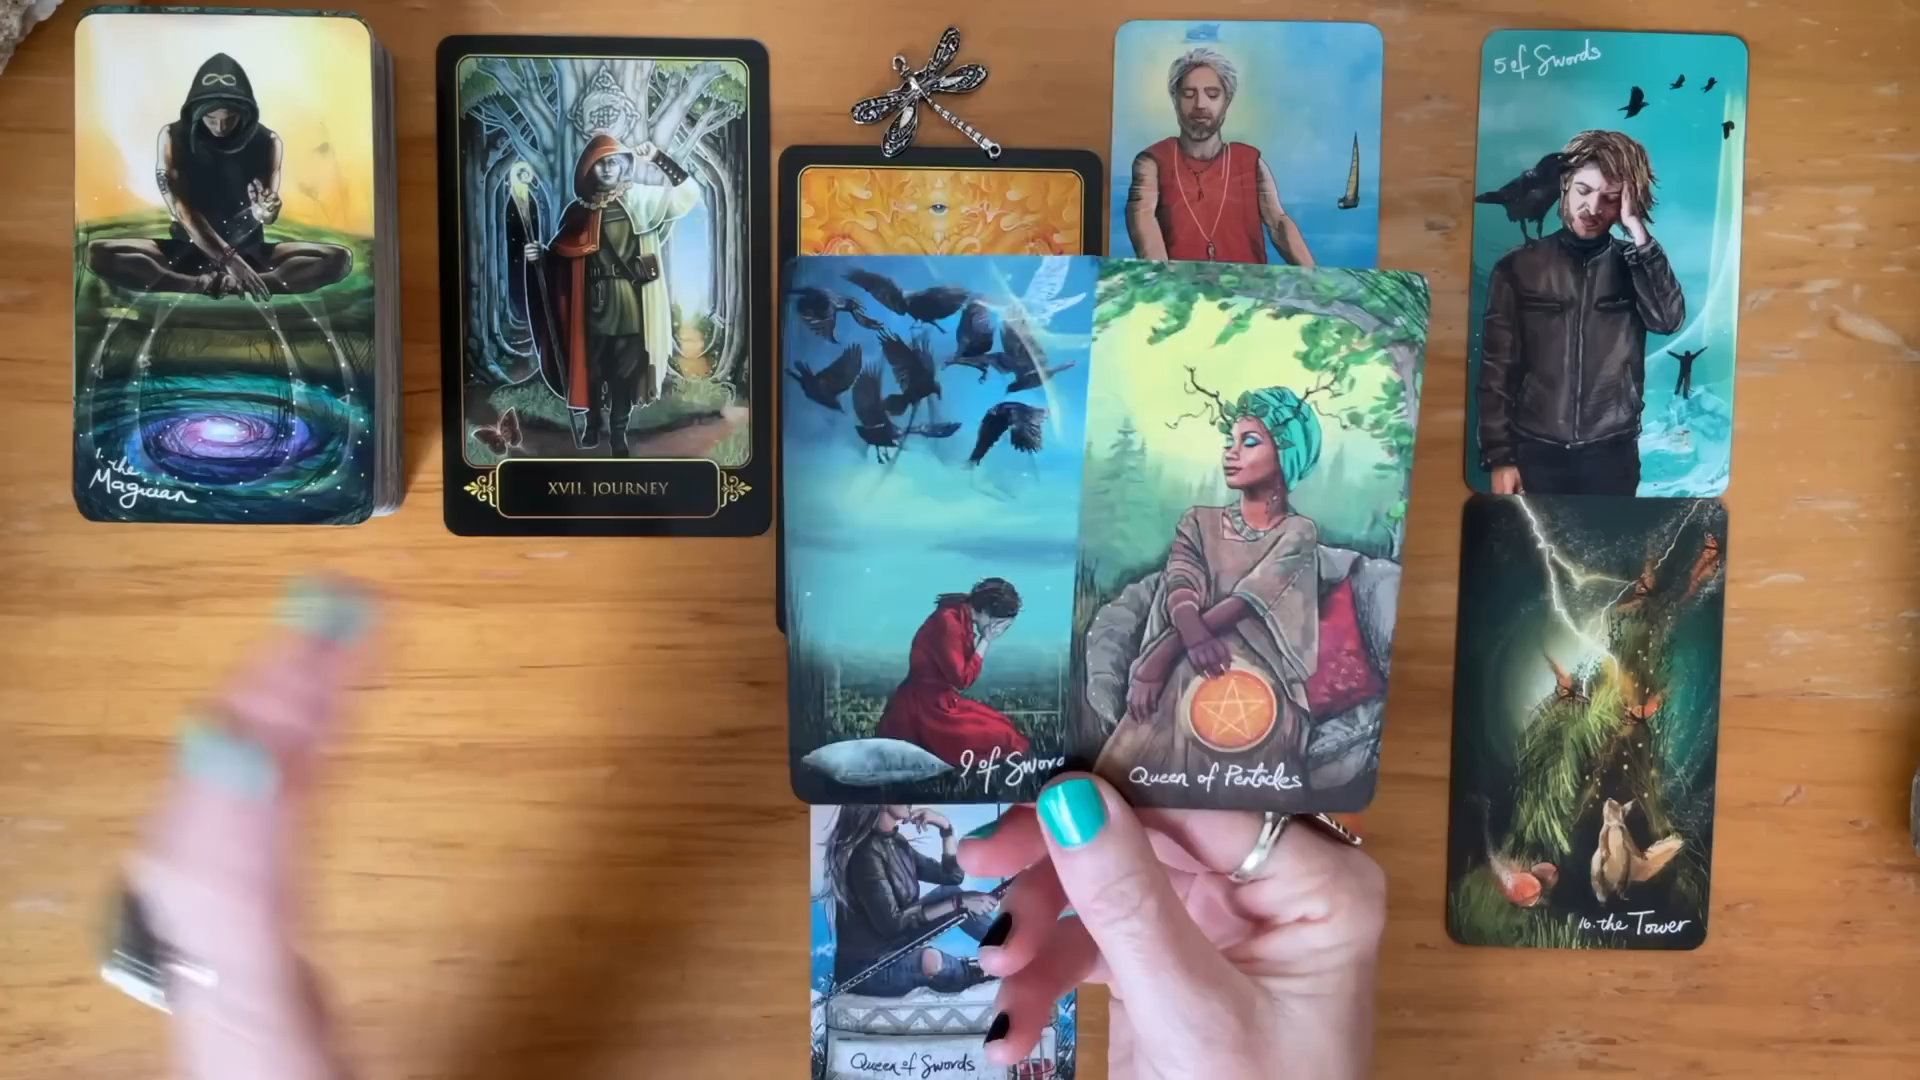 1. the
Magician
XVII. JOURNEY
5 of Swords
9 of Sword
Queen of Pentacles
16. the Tower
Queen of Swords